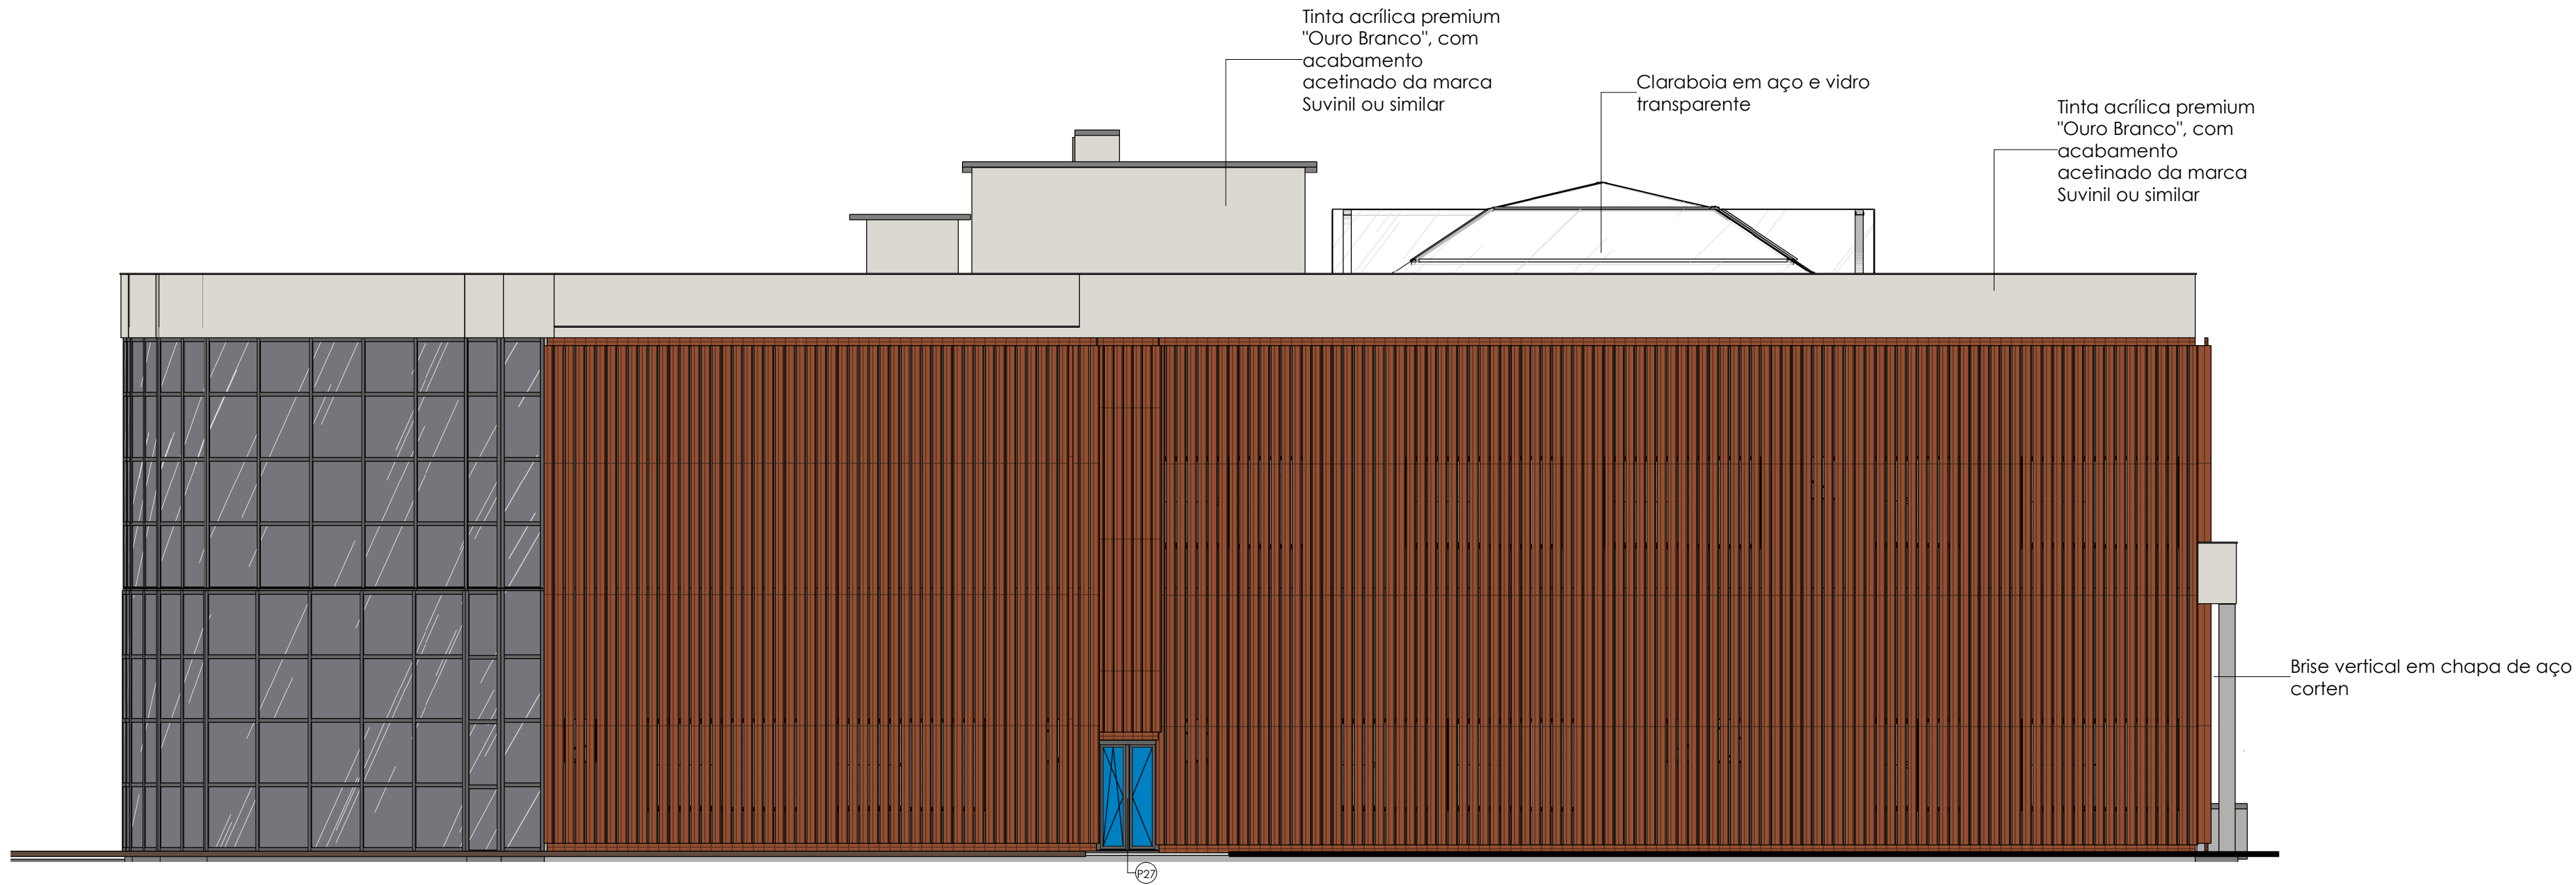 Tinta acrílica premium
"Ouro Branco", com
acabamento
acetinado da marca
Suvinil ou similar
Claraboia em aço e vidro
transparente
Tinta acrílica premium
"Ouro Branco", com
acabamento
acetinado da marca
Suvinil ou similar
Brise vertical em chapa de aço
corten
P27